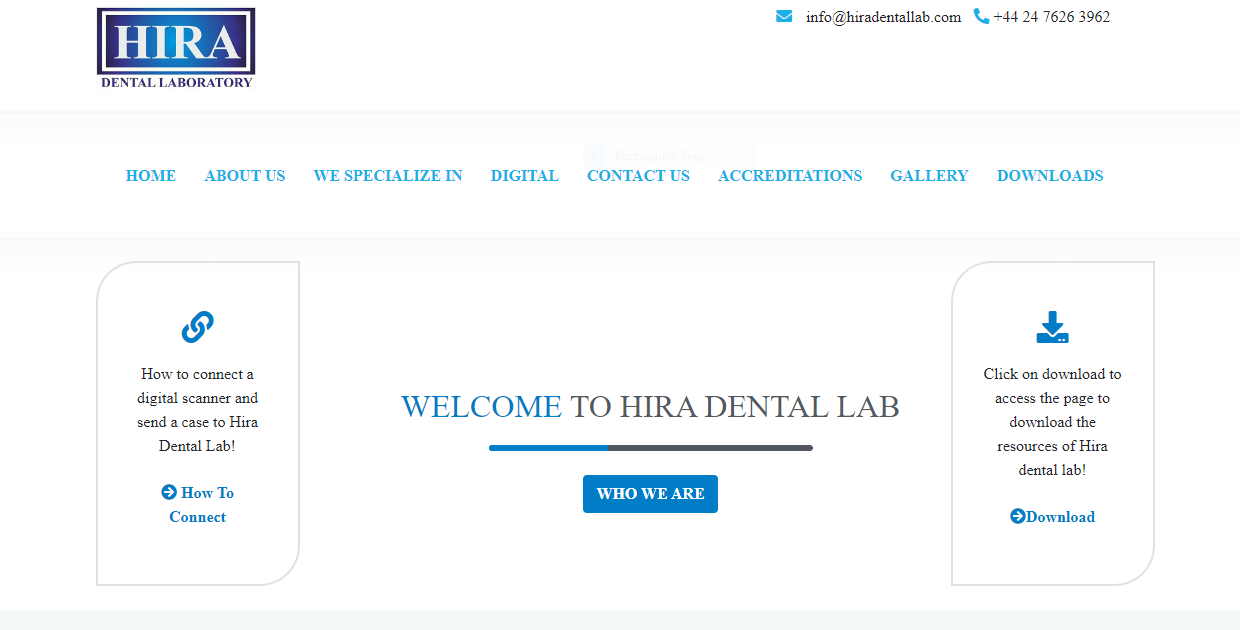 HIRA
DENTAL LABORATORY
info@hiradentallab.com +44 24 7626 3962
Rectangular Snip
HOME ABOUT US WE SPECIALIZE IN DIGITAL CONTACT US ACCREDITATIONS GALLERY DOWNLOADS
How to connect a
digital scanner and
send a case to Hira
Dental Lab!
How To
Connect
WELCOME TO HIRA DENTAL LAB
WHO WE ARE
Click on download to
access the page to
download the
resources of Hira
dental lab!
Download